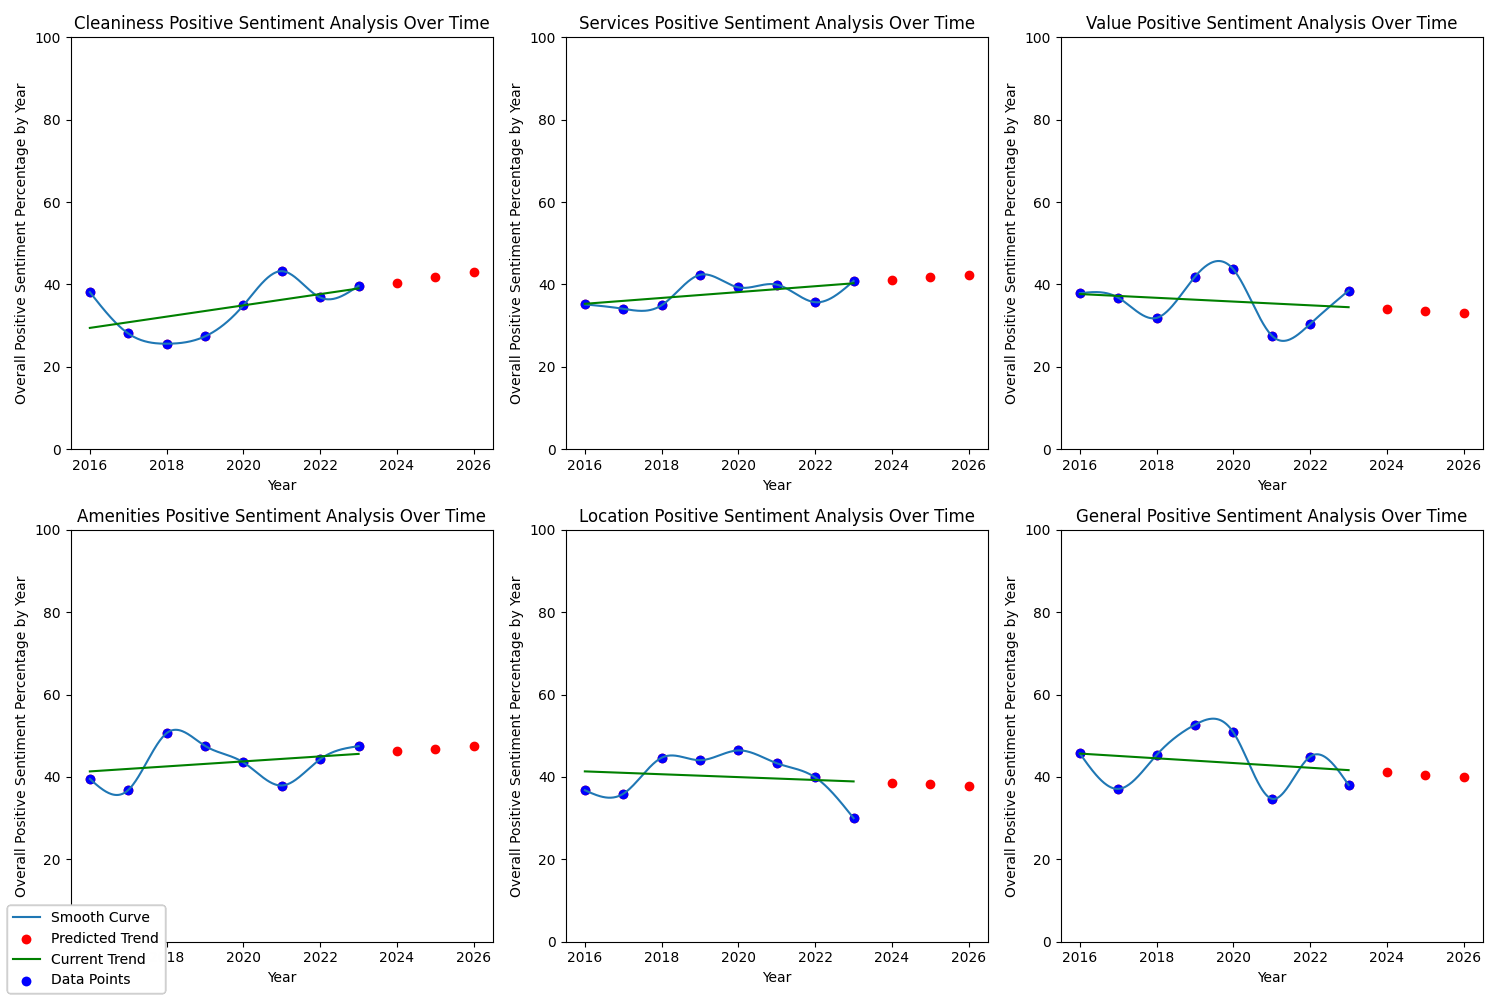 Cleaniness Positive Sentiment Analysis Over Time
Overall Positive Sentiment Percentage by Year
100
80
60
40
20
0
2016 2018 2020 2022 2024 2026
Year
Services Positive Sentiment Analysis Over Time
Overall Positive Sentiment Percentage by Year
100
80
60
40
20
0
2016 2018 2020 2022 2024 2026
Year
Value Positive Sentiment Analysis Over Time
Overall Positive Sentiment Percentage by Year
100
80
60
40
20
0
2016 2018 2020 2022 2024 2026
Year
Amenities Positive Sentiment Analysis Over Time
Overall Positive Sentiment Percentage by Year
100
80
60
40
20
18 2020 2022 2024 2026
Year
Smooth Curve
Predicted Trend
Current Trend
Data Points
Location Positive Sentiment Analysis Over Time
Overall Positive Sentiment Percentage by Year
100
80
60
40
20
0
2016 2018 2020 2022 2024 2026
Year
General Positive Sentiment Analysis Over Time
Overall Positive Sentiment Percentage by Year
100
80
60
40
20
0
2016 2018 2020 2022 2024 2026
Year